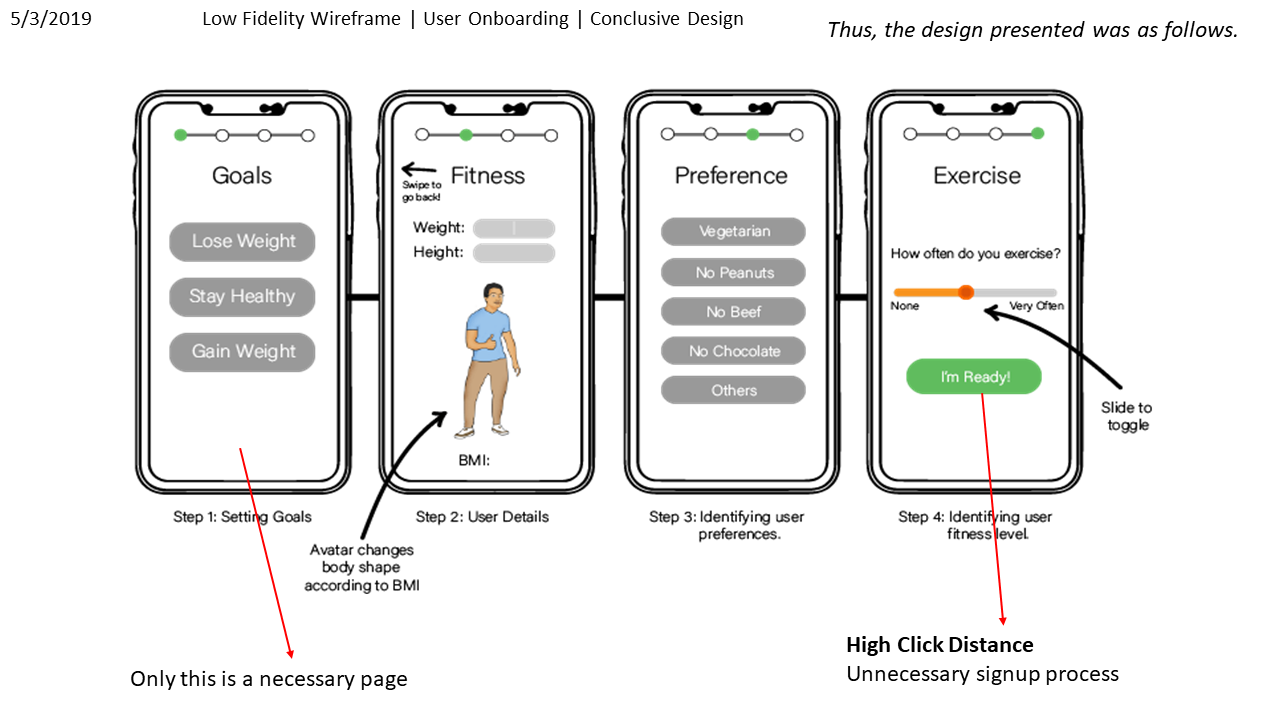 5/3/2019
Low Fidelity Wireframe | User Onboarding | Conclusive Design
Thus, the design presented was as follows.
Goals
Lose Weight
Stay Healthy
Gain Weight
Step 1: Setting Goals
Swipe to
go back!
Fitness
Weight:
Height:
BMI:
Step 2: User Details
Avatar changes
body shape
according to BMI
Preference
Vegetarian
No Peanuts
No Beef
No Chocolate
Others
Step 3: Identifying user
preferences.
Exercise
How often do you exercise?
None
Very Often
I'm Ready!
Slide to
toggle
Step 4: Identifying user
fitness level.
Only this is a necessary page
High Click Distance
Unnecessary signup process